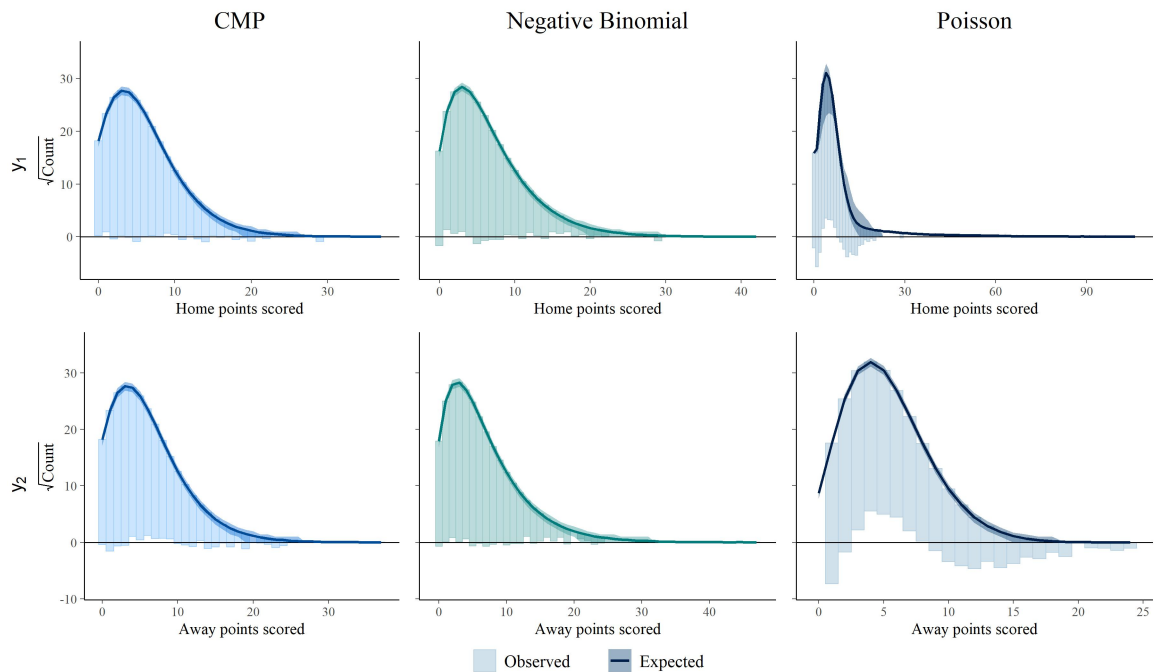 CMP
Negative Binomial
Poisson
y1
√Count
30
20
10
0
0 10 20 30
Home points scored
0 10 20 30 40
Home points scored
0 30 60 90
Home points scored
y2
√Count
30
20
10
0
-10
0 10 20 30
Away points scored
0 10 20 30 40
Away points scored
0 5 10 15 20 25
Away points scored
Observed
Expected